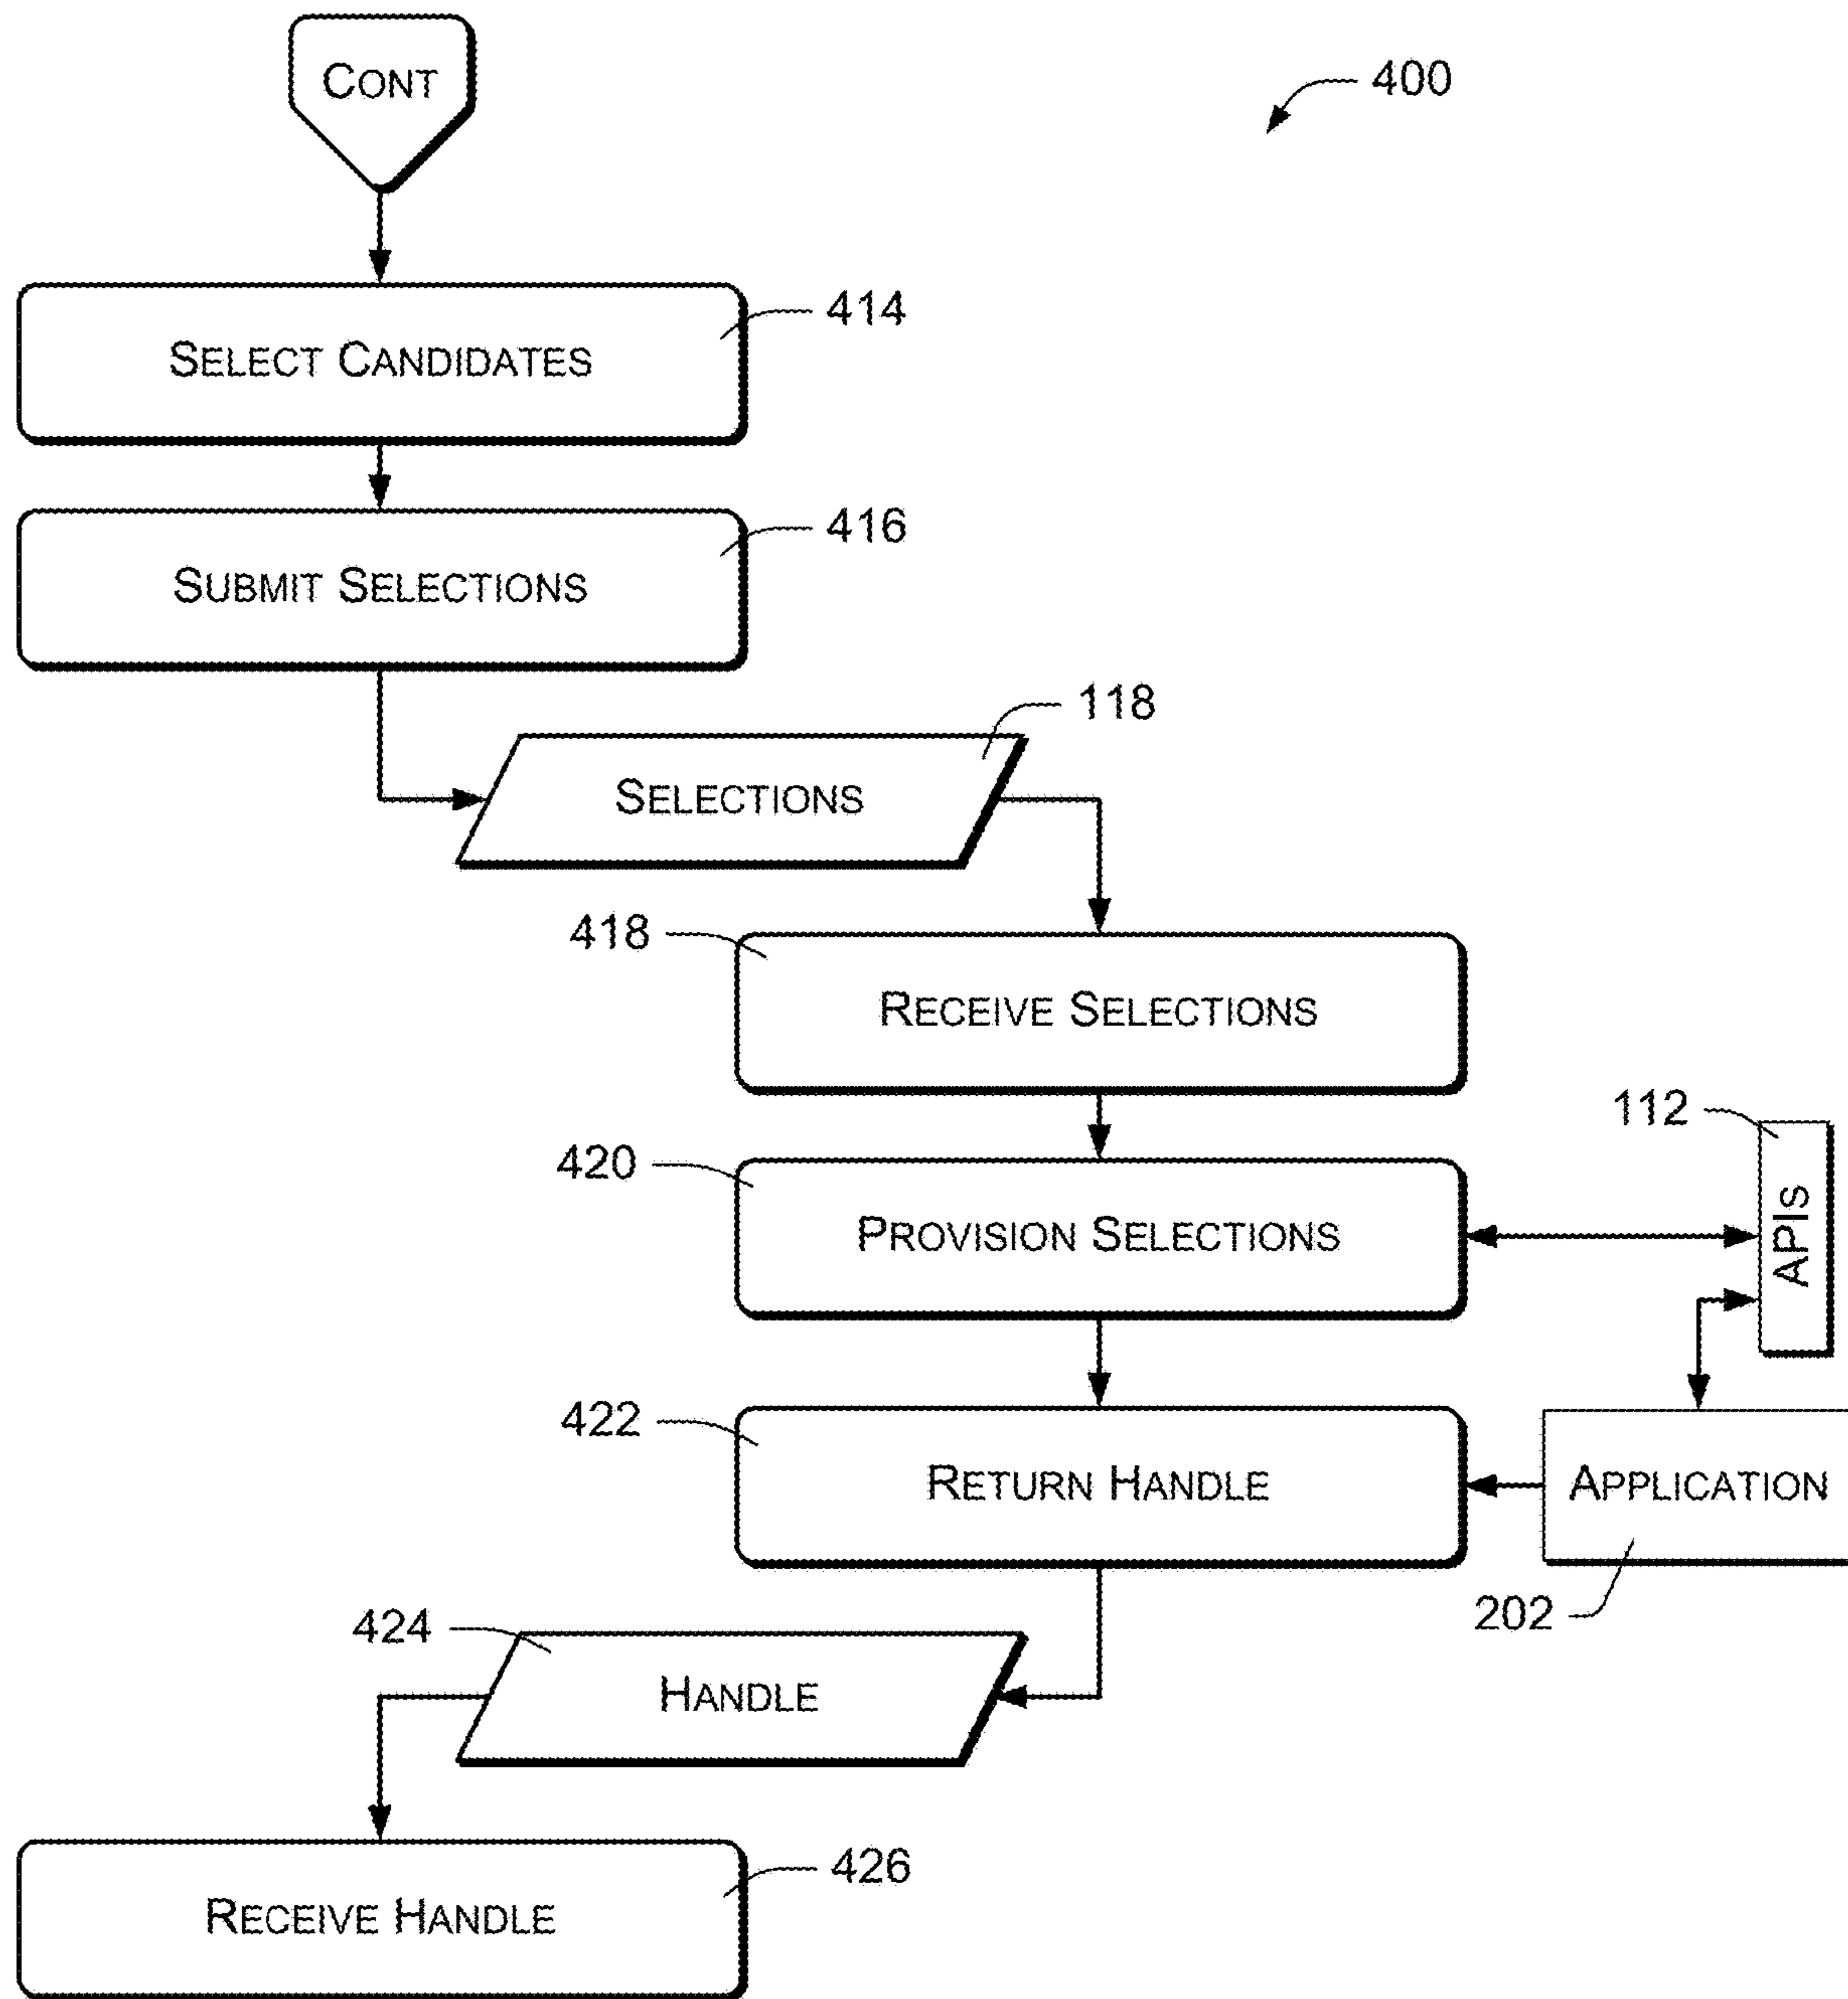 CONT
400
414
SELECT CANDIDATES
416
SUBMIT SELECTIONS
118
SELECTIONS
418
RECEIVE SELECTIONS
112
420
PROVISION SELECTIONS
APIS
422
RETURN HANDLE
APPLICATION
202
424
HANDLE
426
RECEIVE HANDLE